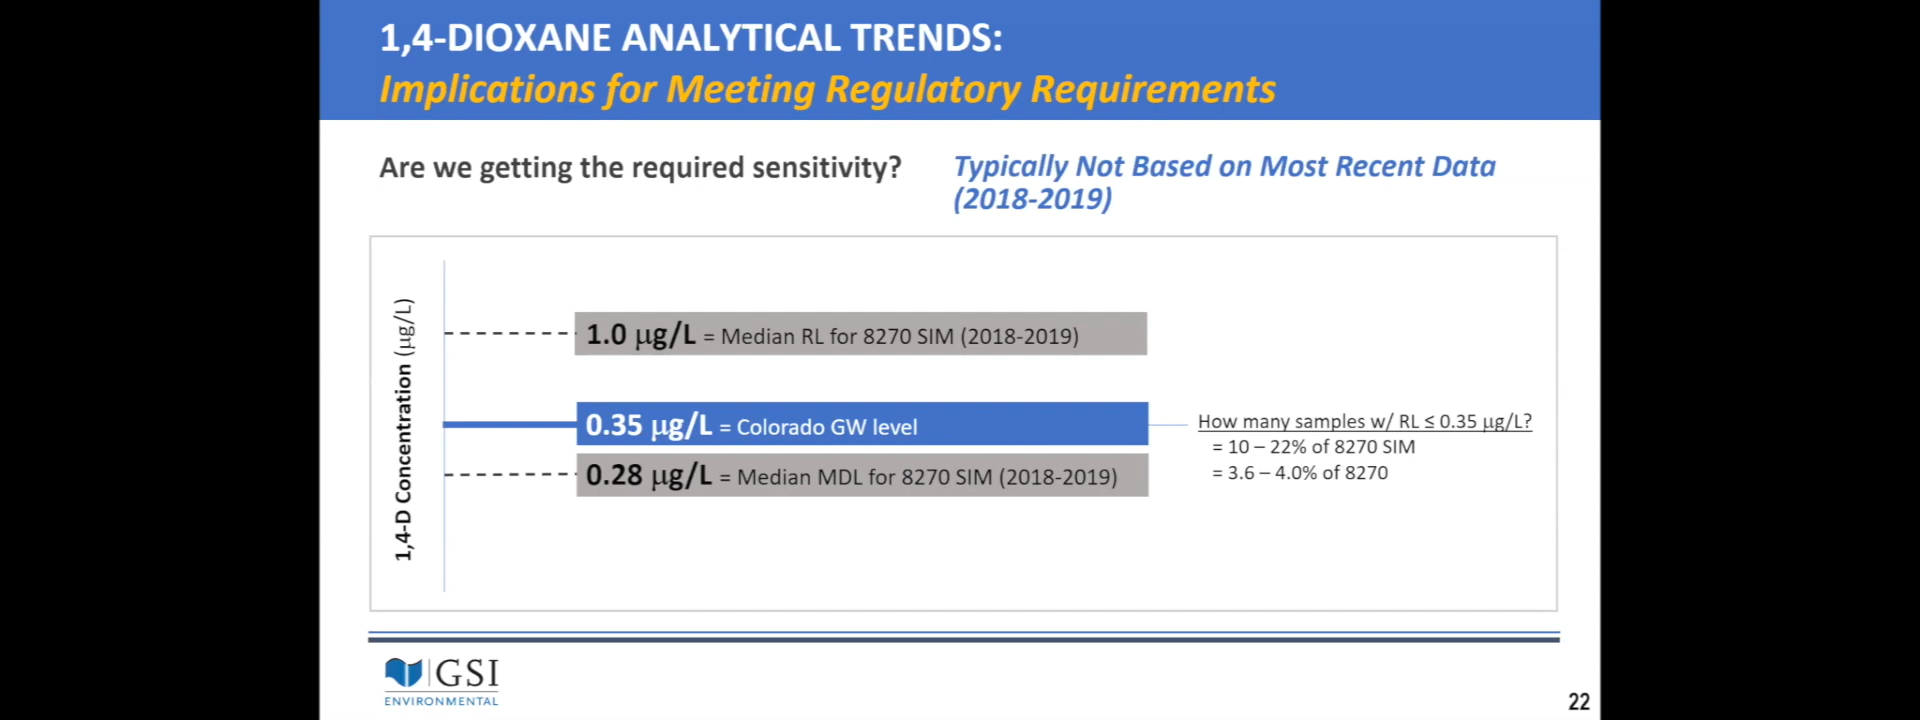 1,4-DIOXANE ANALYTICAL TRENDS:
Implications for Meeting Regulatory Requirements
Are we getting the required sensitivity?
Typically Not Based on Most Recent Data
(2018-2019)
1,4-D Concentration (µg/L)
1.0 µg/L = Median RL for 8270 SIM (2018-2019)
0.35 µg/L = Colorado GW level
0.28 µg/L = Median MDL for 8270 SIM (2018-2019)
How many samples w/ RL ≤ 0.35 µg/L?
= 10 – 22% of 8270 SIM
= 3.6 – 4.0% of 8270
GSI
ENVIRONMENTAL
22